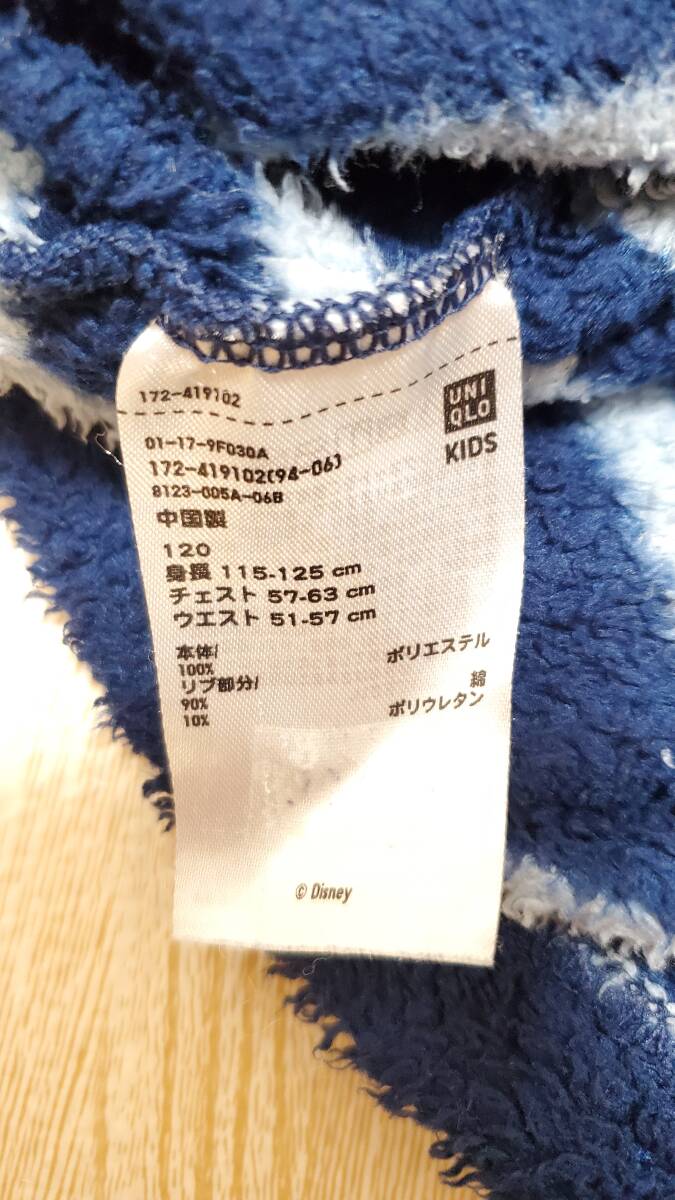 172-419102
UNI
QLO
KIDS
01-17-9F030A
172-419102(94-06)
8123-005A-06B
中国製
120
身長 115-125 cm
チェスト 57-63 cm
ウエスト 51-57 cm
本体/
100% ポリエステル
リブ部分/
90% 綿
10% ポリウレタン
© Disney